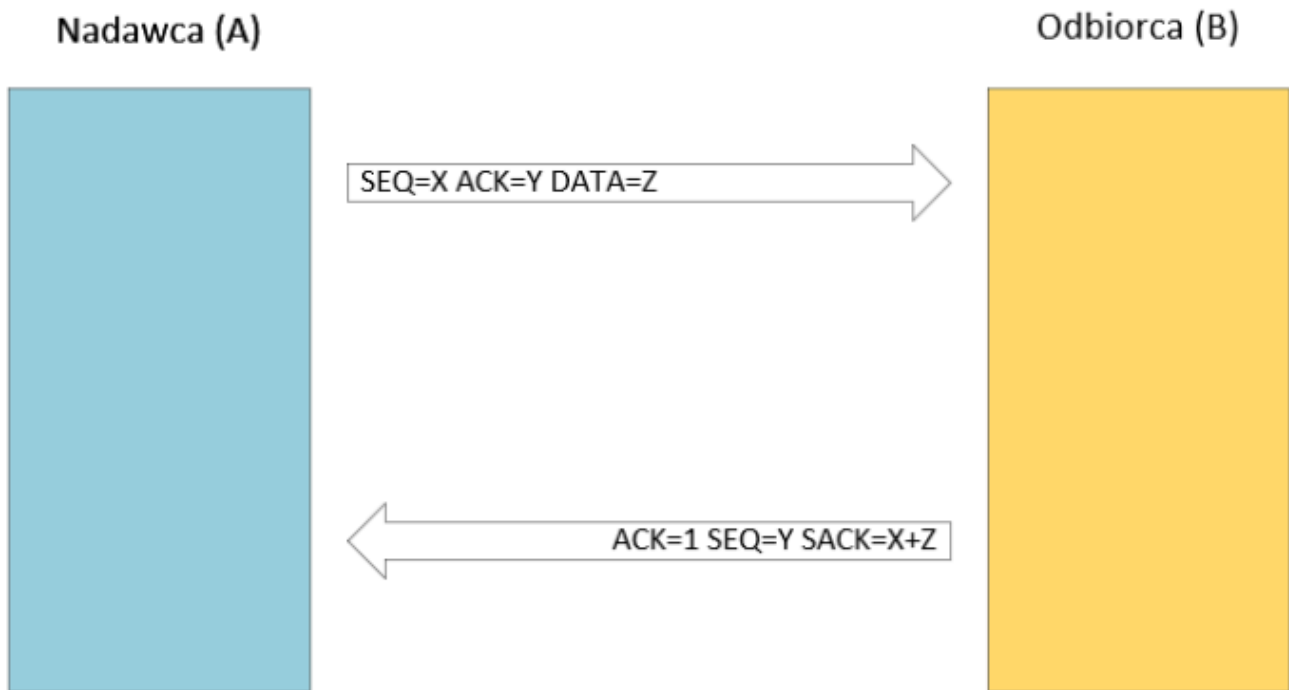 Nadawca (A)
Odbiorca (B)
SEQ=X ACK=Y DATA=Z
ACK=1 SEQ=Y SACK=X+Z